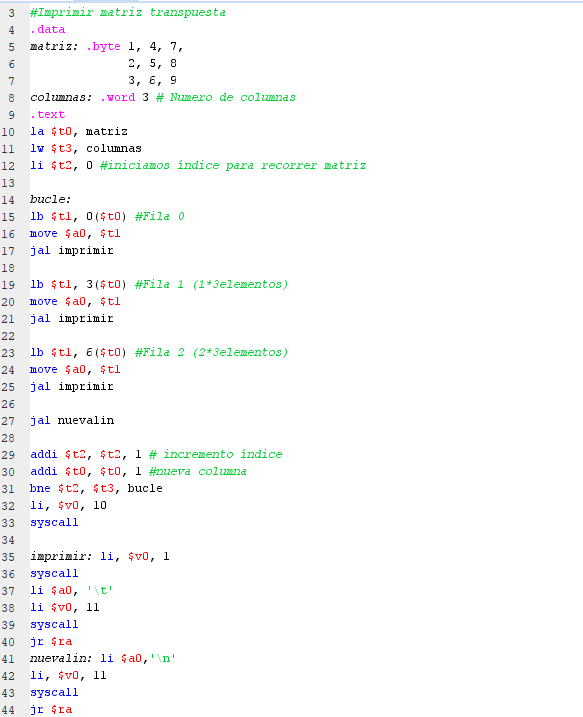 3 #Imprimir matriz transpuesta
4 .data
5 matriz: .byte 1, 4, 7,
6 2, 5, 8
7 3, 6, 9
8 columnas: .word 3 # Numero de columnas
9 .text
10 la $t0, matriz
11 lw $t3, columnas
12 li $t2, 0 #iniciamos índice para recorrer matriz
13
14 bucle:
15 lb $t1, 0($t0) #Fila 0
16 move $a0, $t1
17 jal imprimir
18
19 lb $t1, 3($t0) #Fila 1 (1*3elementos)
20 move $a0, $t1
21 jal imprimir
22
23 lb $t1, 6($t0) #Fila 2 (2*3elementos)
24 move $a0, $t1
25 jal imprimir
26
27 jal nuevalin
28
29 addi $t2, $t2, 1 # incremento índice
30 addi $t0, $t0, 1 #nueva columna
31 bne $t2, $t3, bucle
32 li, $v0, 10
33 syscall
34
35 imprimir: li, $v0, 1
36 syscall
37 li $a0, '\t'
38 li $v0, 11
39 syscall
40 jr $ra
41 nuevalin: li $a0,'\n'
42 li, $v0, 11
43 syscall
44 jr $ra